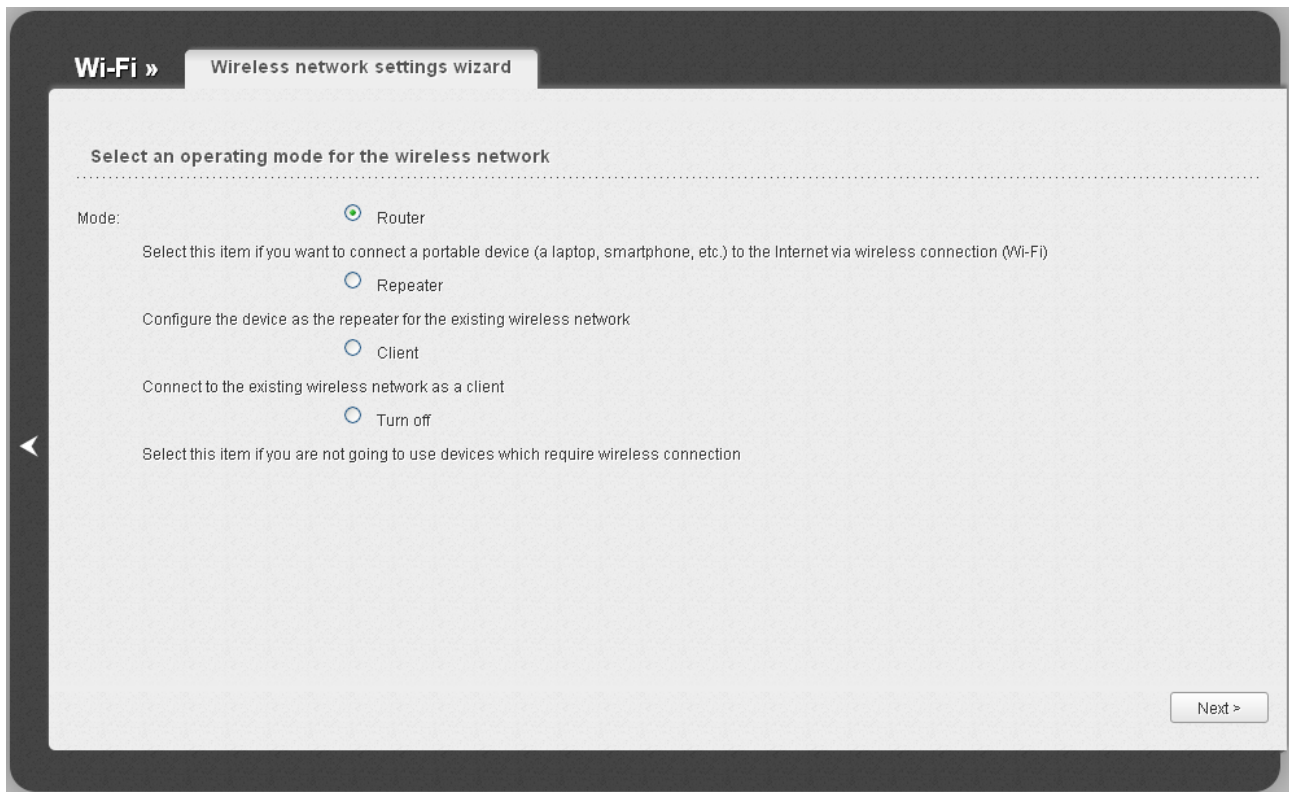 Wi-Fi » Wireless network settings wizard
Select an operating mode for the wireless network
Mode: Router
Select this item if you want to connect a portable device (a laptop, smartphone, etc.) to the Internet via wireless connection (Wi-Fi)
Repeater
Configure the device as the repeater for the existing wireless network
Client
Connect to the existing wireless network as a client
Turn off
Select this item if you are not going to use devices which require wireless connection
Next >